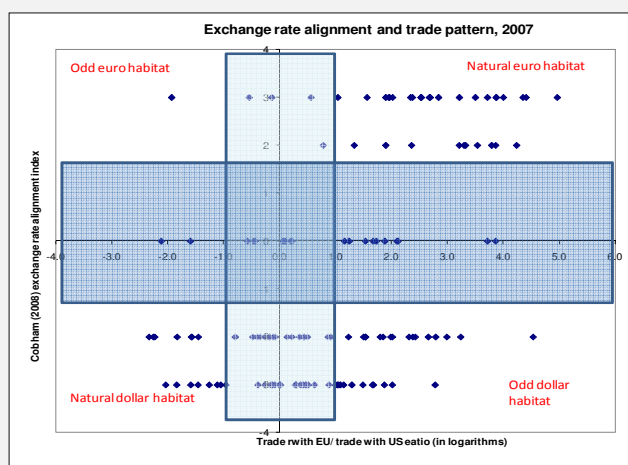 Exchange rate alignment and trade pattern, 2007
4
Odd euro habitat
Natural euro habitat
3
2
1
Cobham (2008) exchange rate alignment index
0
-4.0 -3.0 -2.0 -1.0 0.0 1.0 2.0 3.0 4.0 5.0 6.0
-1
Natural dollar habitat
Odd dollar
habitat
-4
Trade rwith EU/ trade with US eatio (in logarithms)